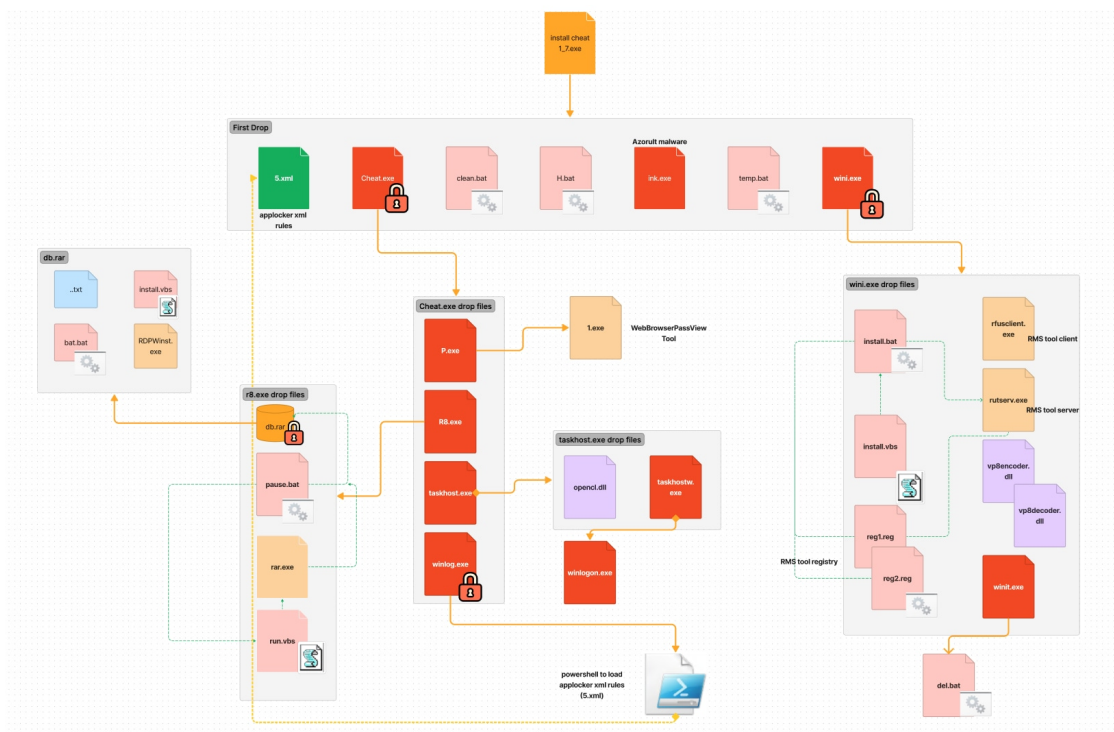 install cheat
1_7.exe
First Drop
Azorult malware
5.xml
Cheat.exe
clean.bat
H.bat
ink.exe
temp.bat
wini.exe
applocker xml
rules
db.rar
..txt
install.vbs
bat.bat
RDPWinst.
exe
Cheat.exe drop files
P.exe
R8.exe
taskhost.exe
winlog.exe
1.exe
WebBrowserPassView
Tool
r8.exe drop files
db.rar
pause.bat
rar.exe
run.vbs
taskhost.exe drop files
opencl.dll
taskhostw.
exe
winlogon.exe
powershell to load
applocker xml rules
(5.xml)
wini.exe drop files
install.bat
rfusclient.
exe
RMS tool client
rutserv.exe
RMS tool server
install.vbs
vp8encoder.
dll
vp8decoder.
dll
reg1.reg
RMS tool registry
reg2.reg
winit.exe
del.bat